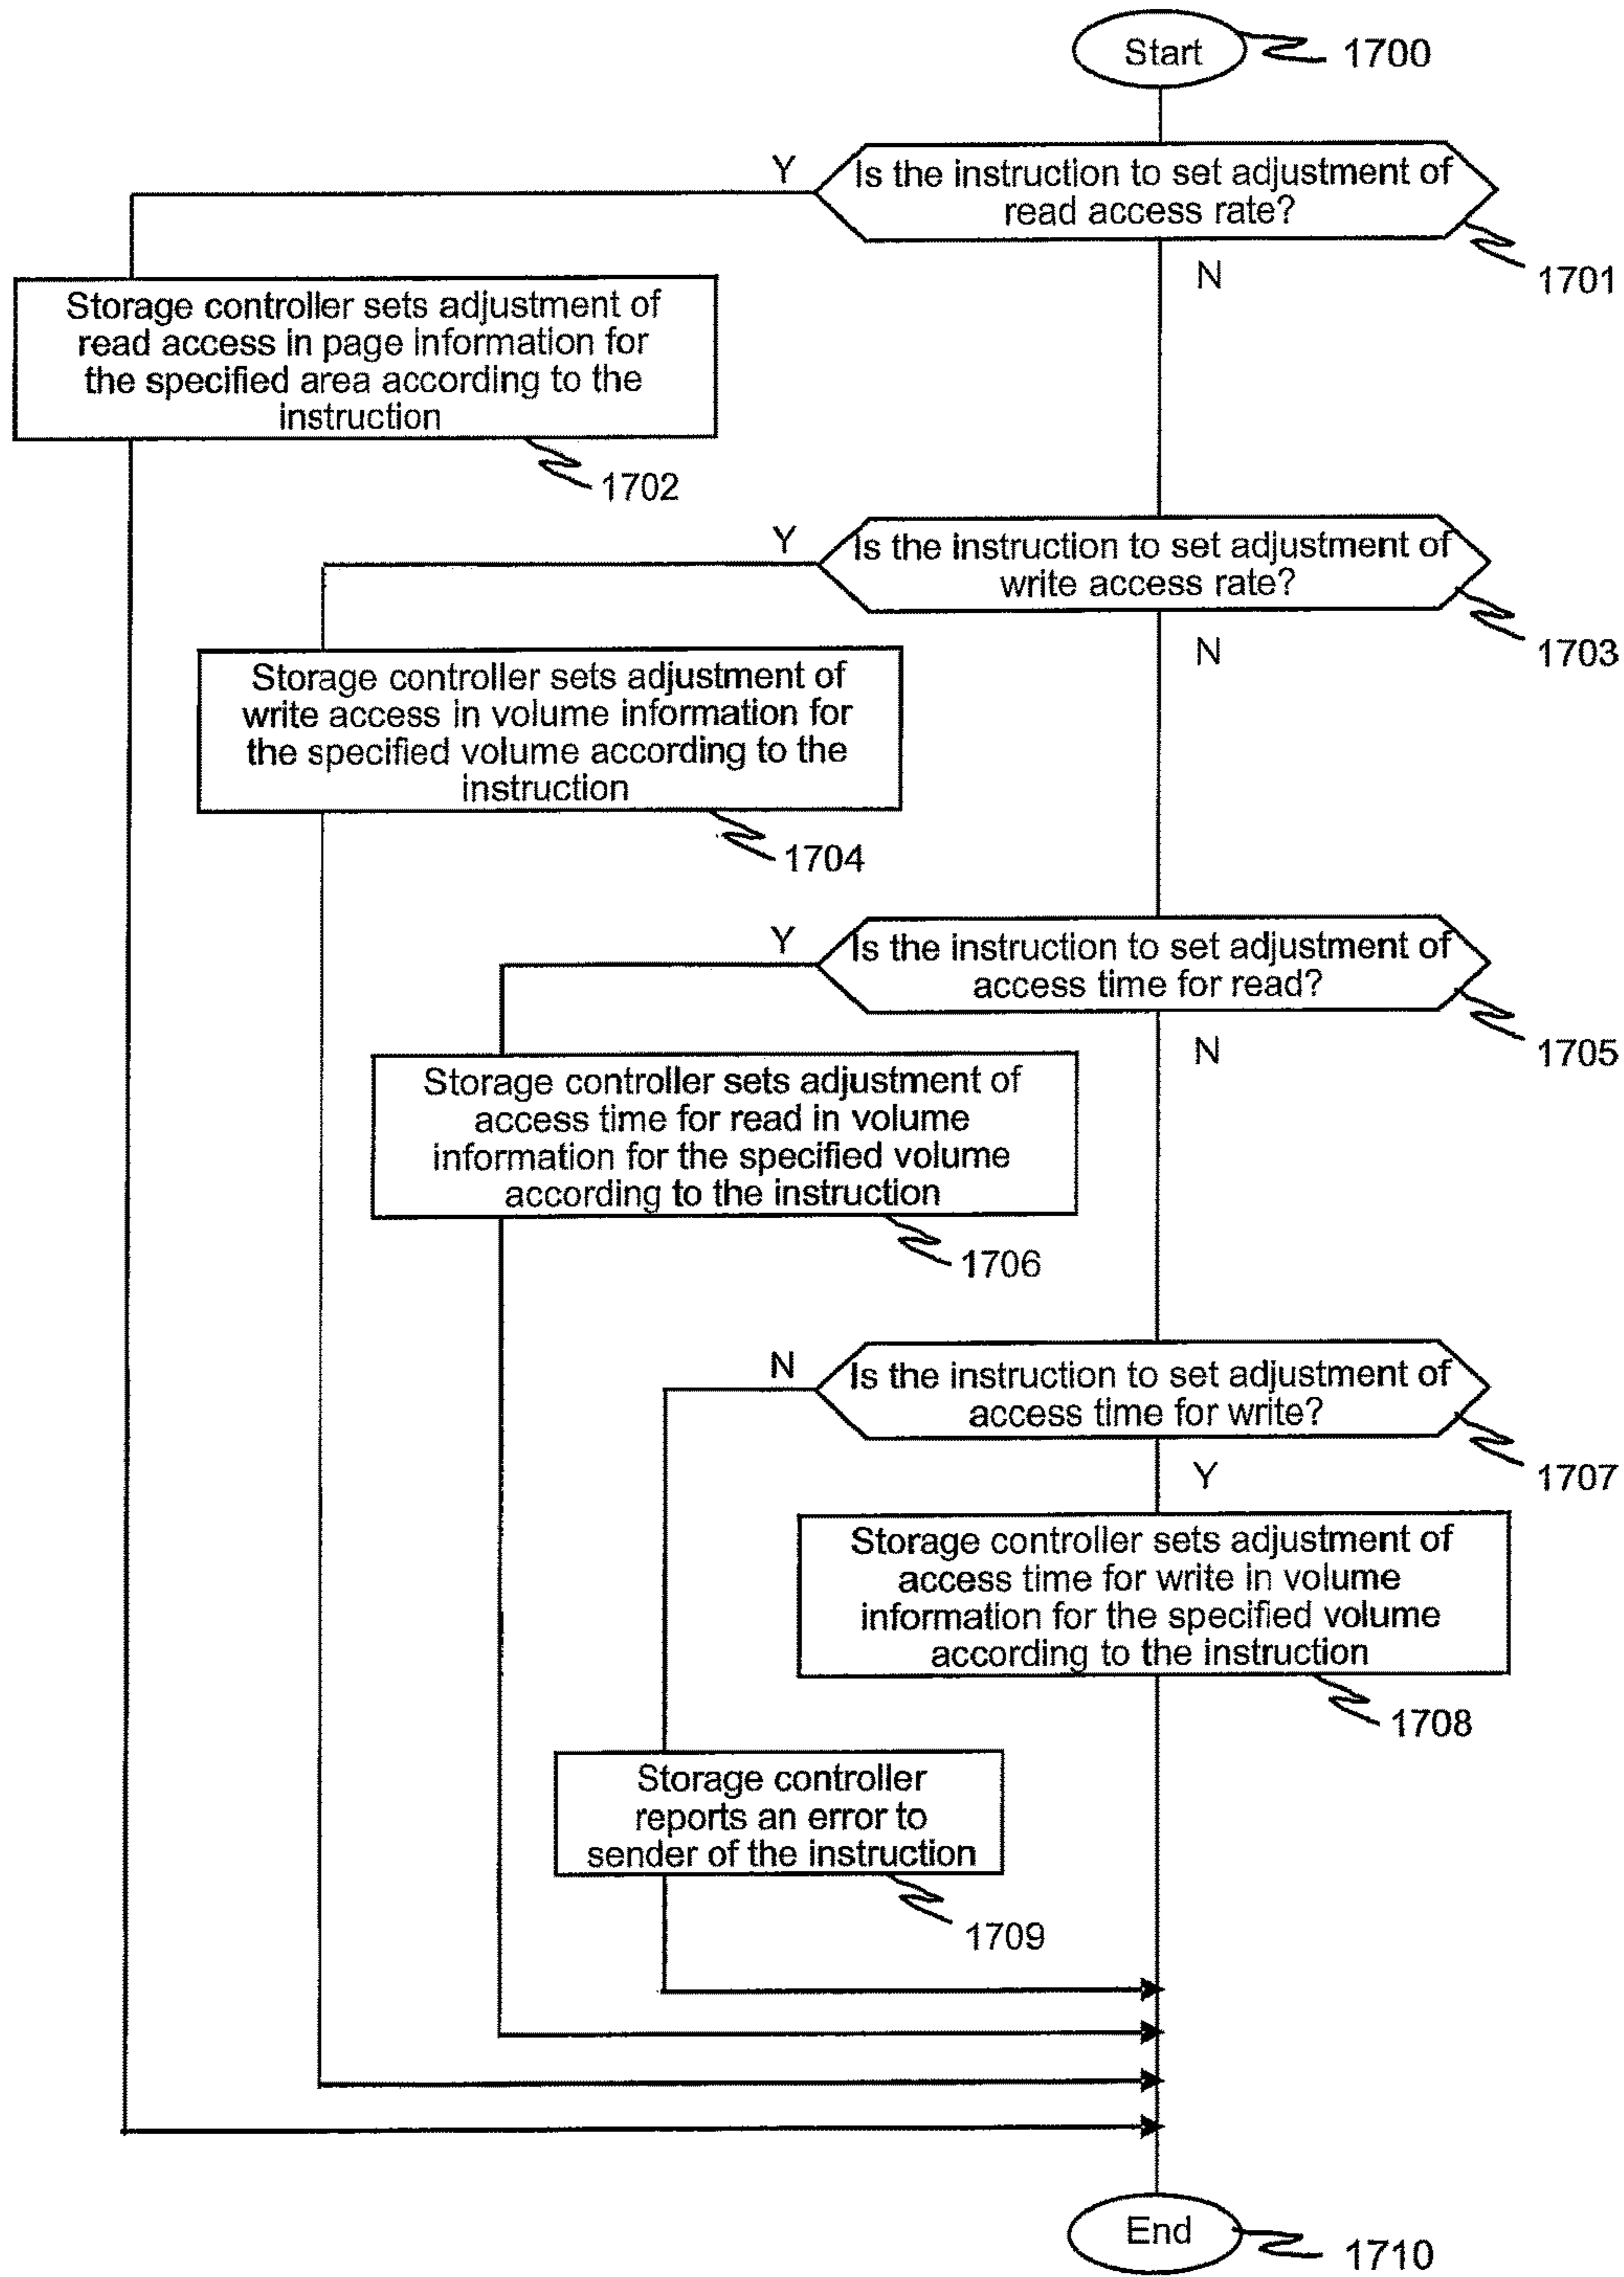 Start
1700
Y
Is the instruction to set adjustment of
read access rate?
1701
N
Storage controller sets adjustment of
read access in page information for
the specified area according to the
instruction
1702
Y
Is the instruction to set adjustment of
write access rate?
1703
N
Storage controller sets adjustment of
write access in volume information for
the specified volume according to the
instruction
1704
Y
Is the instruction to set adjustment of
access time for read?
1705
N
Storage controller sets adjustment of
access time for read in volume
information for the specified volume
according to the instruction
1706
N
Is the instruction to set adjustment of
access time for write?
1707
Y
Storage controller sets adjustment of
access time for write in volume
information for the specified volume
according to the instruction
1708
Storage controller
reports an error to
sender of the instruction
1709
End
1710